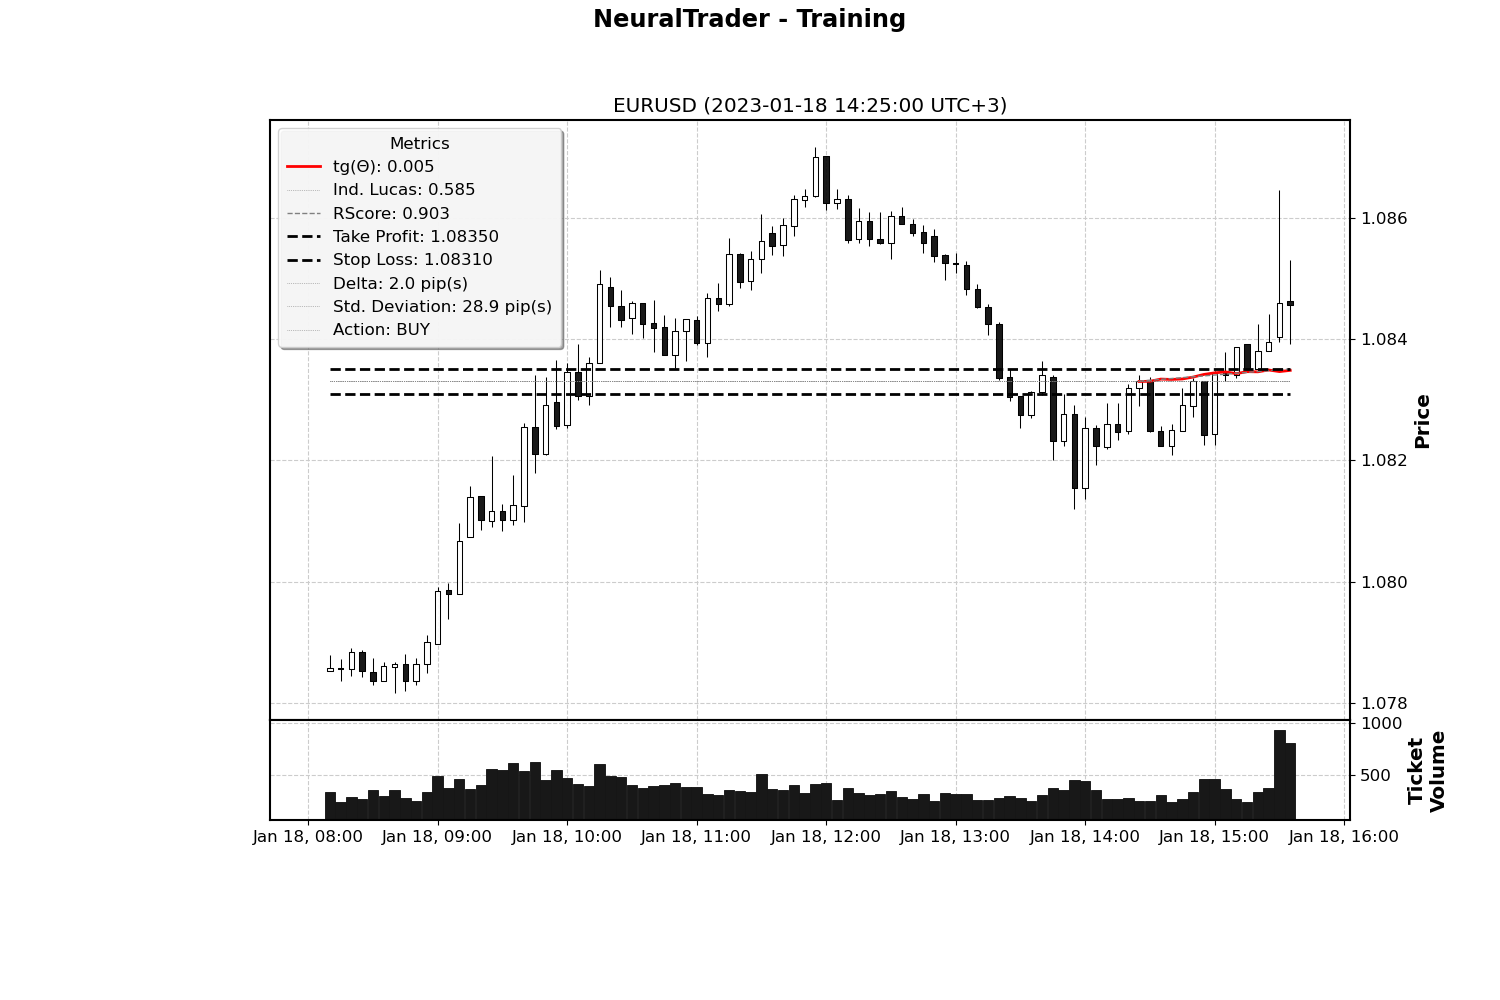 NeuralTrader - Training
EURUSD (2023-01-18 14:25:00 UTC+3)
Metrics
tg(Θ): 0.005
Ind. Lucas: 0.585
RScore: 0.903
Take Profit: 1.08350
Stop Loss: 1.08310
Delta: 2.0 pip(s)
Std. Deviation: 28.9 pip(s)
Action: BUY
1.086
1.084
1.082
1.080
1.078
Price
1000
500
Ticket
Volume
Jan 18, 08:00
Jan 18, 09:00
Jan 18, 10:00
Jan 18, 11:00
Jan 18, 12:00
Jan 18, 13:00
Jan 18, 14:00
Jan 18, 15:00
Jan 18, 16:00